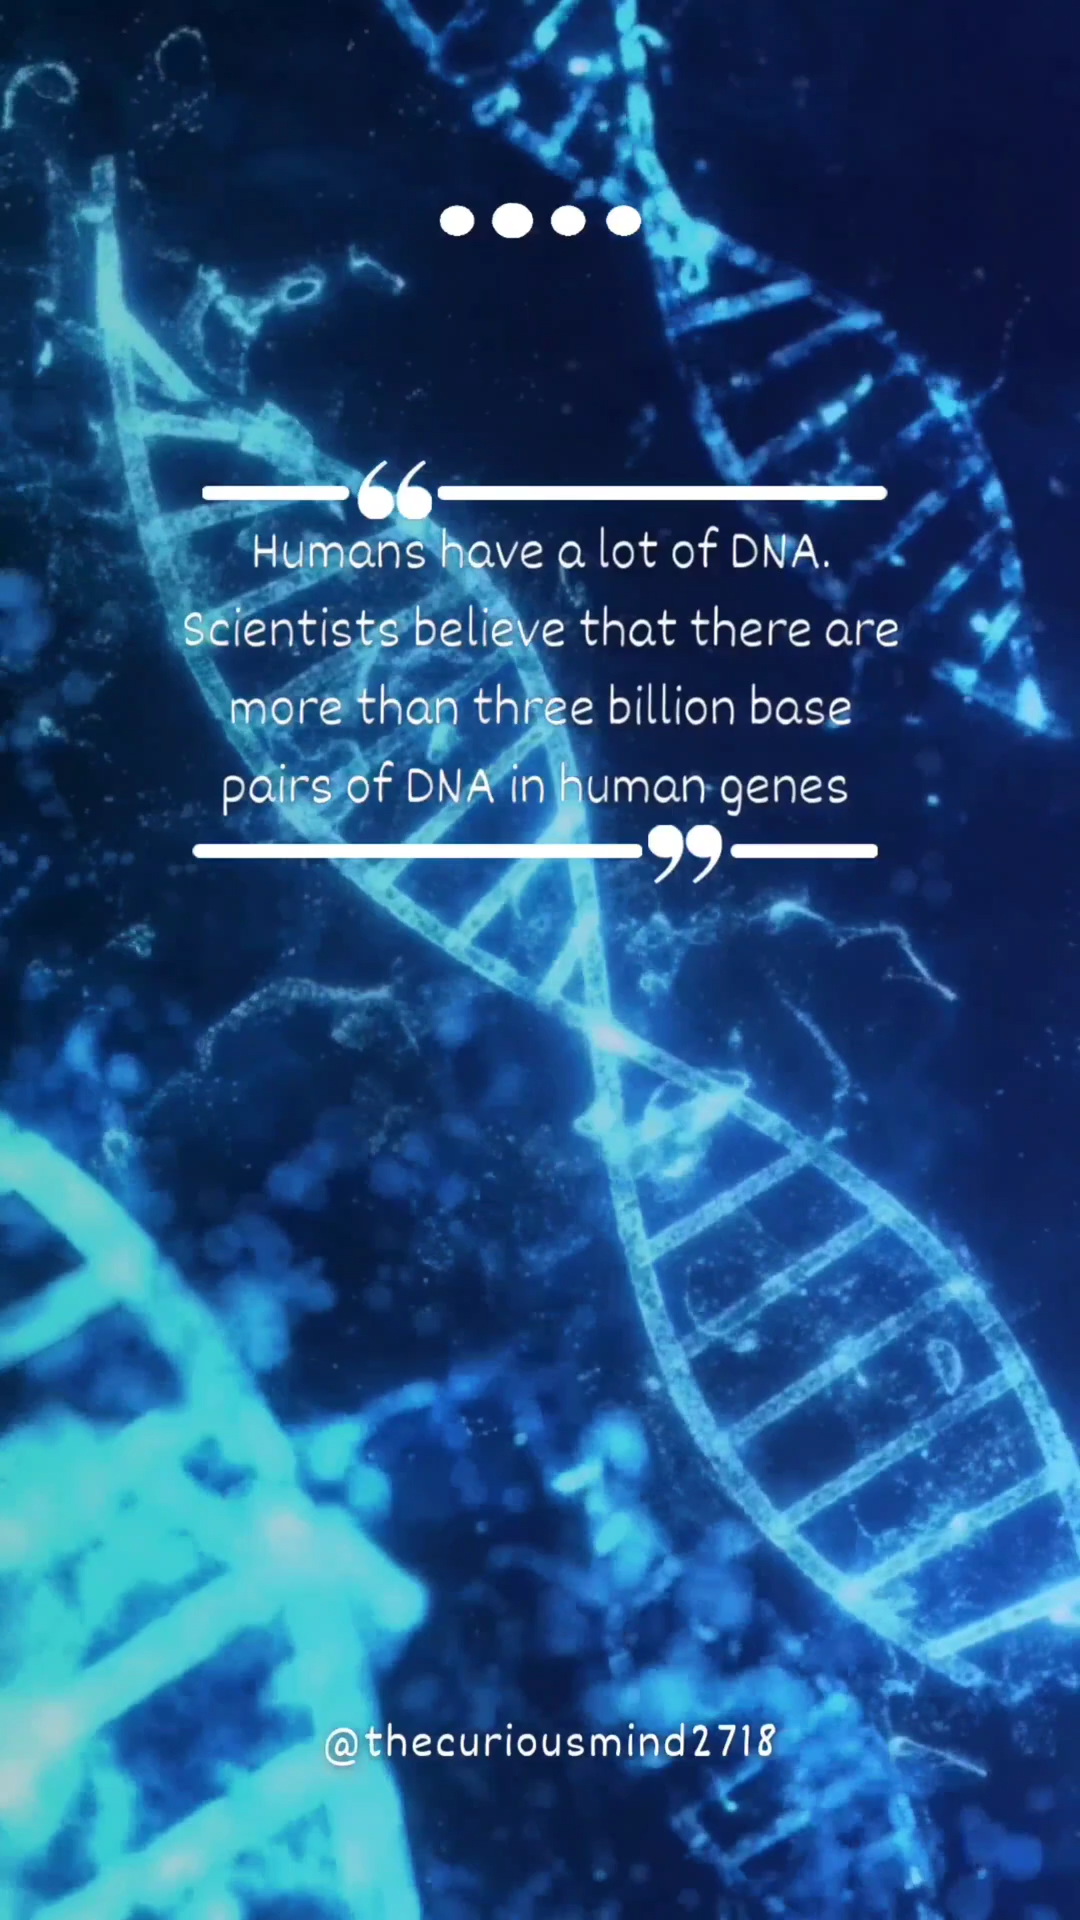 Humans have a lot of DNA.
Scientists believe that there are
more than three billion base
pairs of DNA in human genes
@thecuriousmind2718